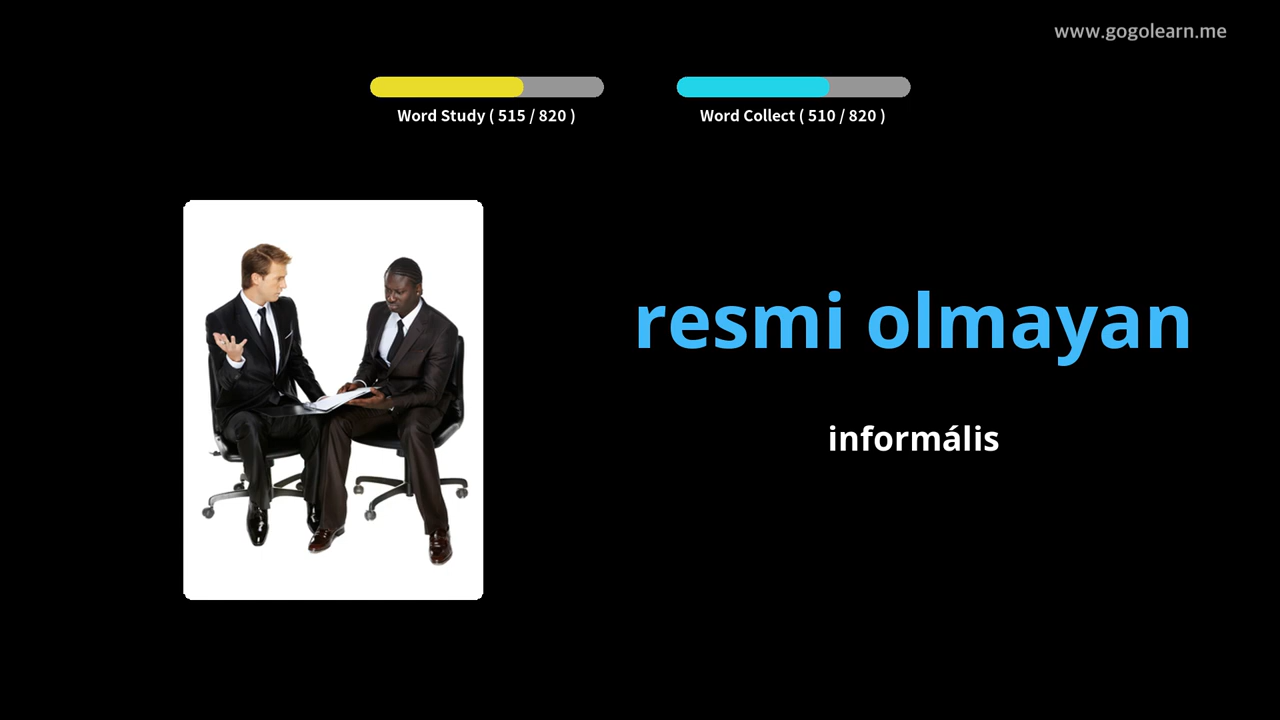 www.gogolearn.me
Word Study ( 515 / 820 )
Word Collect ( 510 / 820 )
resmi olmayan
informális